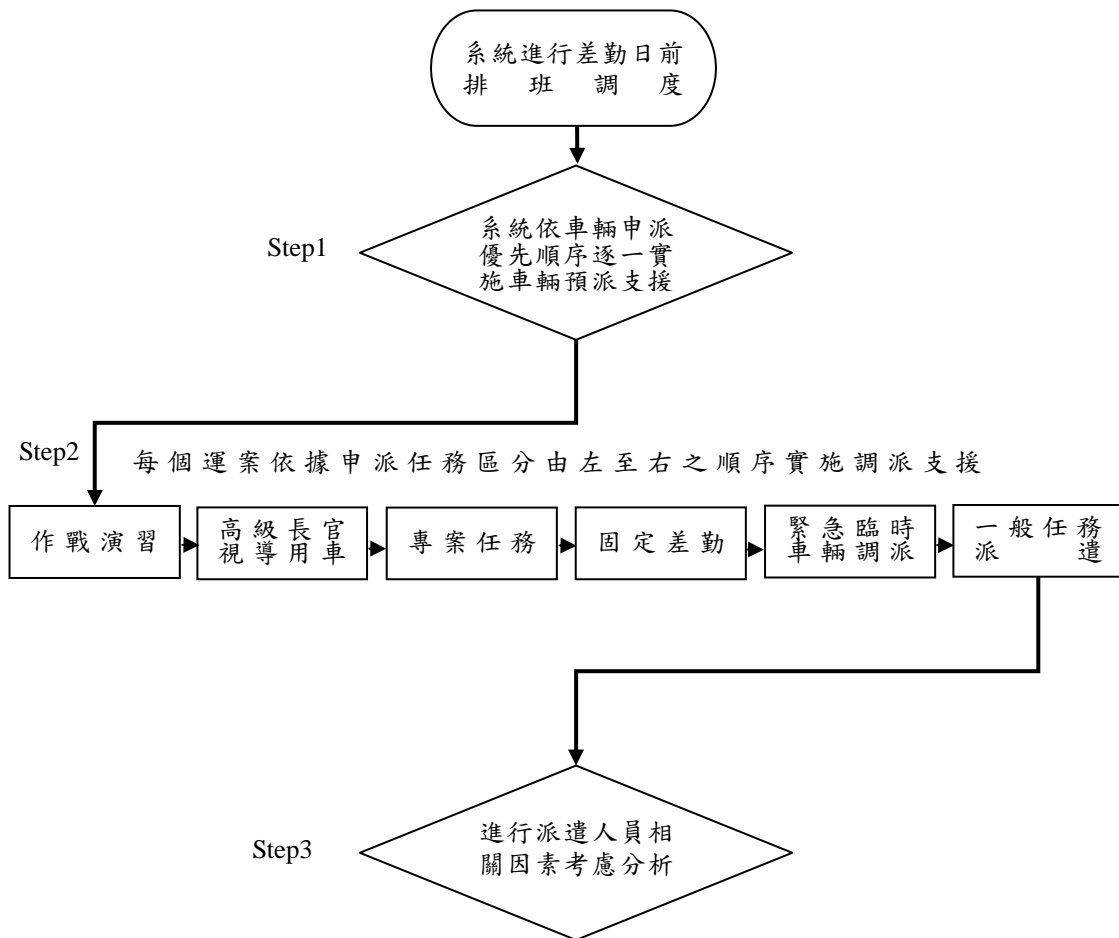 系統進行差勤日前
排班調度
Step1
系統依車輛申派
優先順序逐一實
施車輛預派支援
Step2
每個運案依據申派任務區分由左至右之順序實施調派支援
作戰演習
高級長官
視導用車
專案任務
固定差勤
緊急臨時
車輛調派
一般任務
派遣
Step3
進行派遣人員相
關因素考慮分析